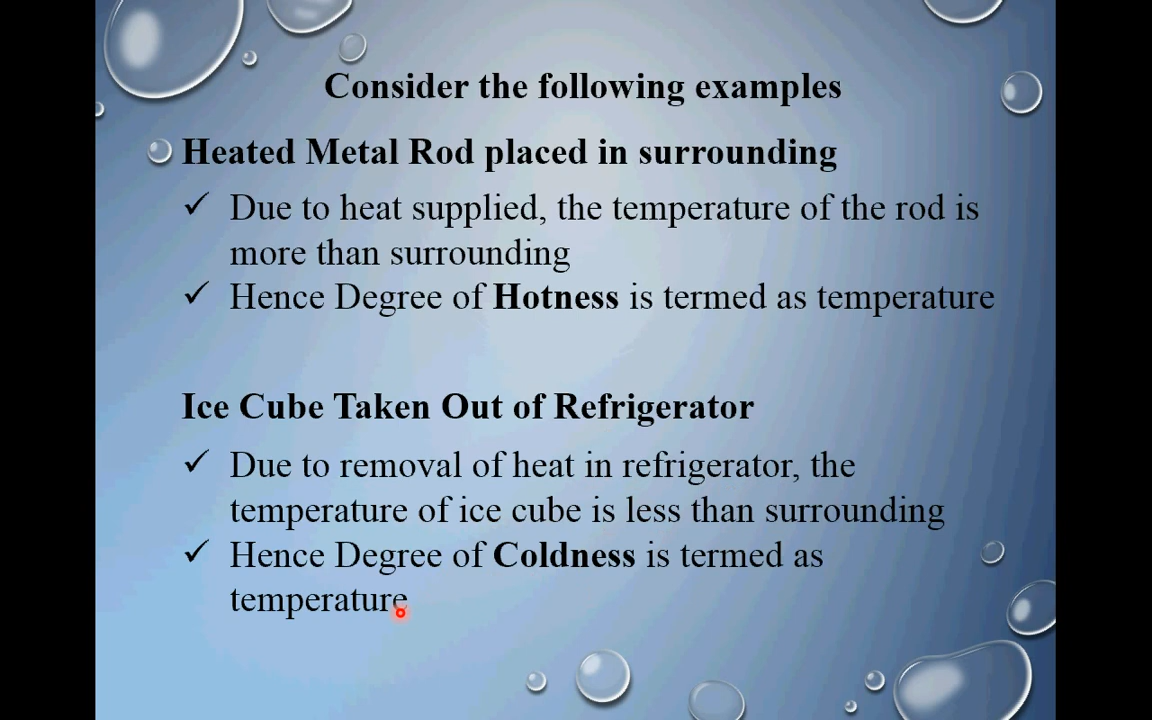 Consider the following examples
Heated Metal Rod placed in surrounding
✓ Due to heat supplied, the temperature of the rod is
more than surrounding
✓ Hence Degree of Hotness is termed as temperature
Ice Cube Taken Out of Refrigerator
✓ Due to removal of heat in refrigerator, the
temperature of ice cube is less than surrounding
✓ Hence Degree of Coldness is termed as
temperature